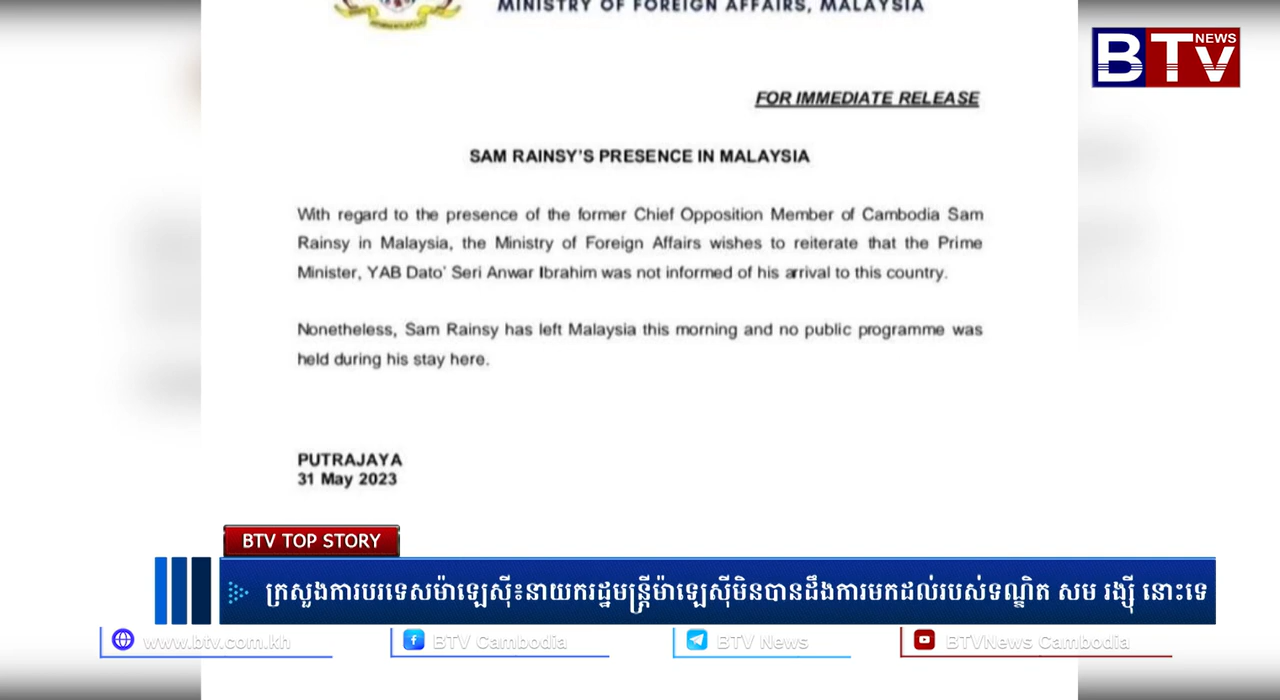 MINISTRY OF FOREIGN AFFAIRS, MALAYSIA
BTV NEWS
FOR IMMEDIATE RELEASE
SAM RAINSY'S PRESENCE IN MALAYSIA
With regard to the presence of the former Chief Opposition Member of Cambodia Sam
Rainsy in Malaysia, the Ministry of Foreign Affairs wishes to reiterate that the Prime
Minister, YAB Dato' Seri Anwar Ibrahim was not informed of his arrival to this country.
Nonetheless, Sam Rainsy has left Malaysia this morning and no public programme was
held during his stay here.
PUTRAJAYA
31 May 2023
BTV TOP STORY
ក្រសួងការបរទេសម៉ាឡេស៊ី៖នាយករដ្ឋមន្ត្រីម៉ាឡេស៊ីមិនបានដឹងការមកដល់របស់ទណ្ឌិត សម រង្ស៊ី នោះទេ
www.btv.com.kh
BTV Cambodia
BTV News
BTVNews Cambodia